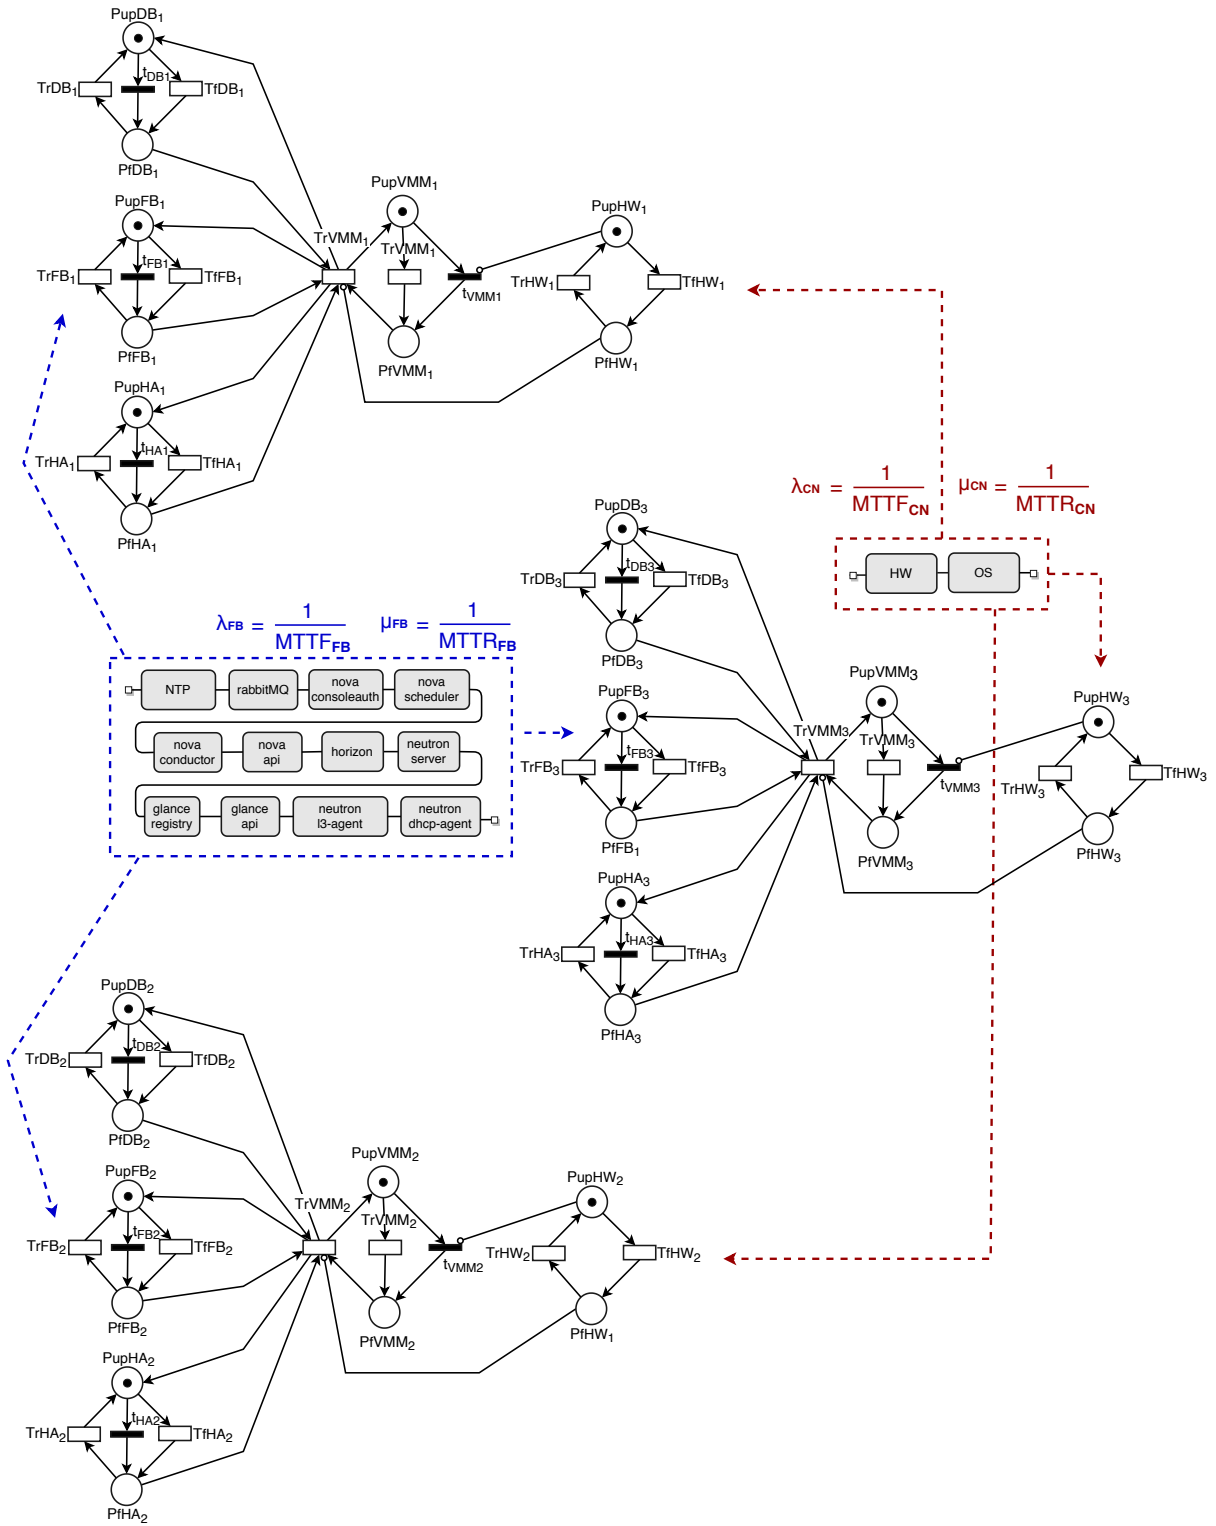 PupDB1
TrDB1
tDB1
TfDB1
PfDB1
PupFB1
TrFB1
tFB1
TfFB1
PfFB1
PupHA1
TrHA1
tHA1
TfHA1
PfHA1
TrVMM1
PupVMM1
TrVMM1
tVMM1
PfVMM1
PupHW1
TrHW1
TfHW1
PfHW1
λCN = 1 / MTTFCN
μCN = 1 / MTTRCN
HW
OS
λFB = 1 / MTTFFB
μFB = 1 / MTTRFB
NTP
rabbitMQ
nova
consoleauth
nova
scheduler
nova
conductor
nova
api
horizon
neutron
server
glance
registry
glance
api
neutron
l3-agent
neutron
dhcp-agent
PupDB3
TrDB3
tDB3
TfDB3
PfDB3
PupFB3
TrFB3
tFB3
TfFB3
PfFB1
PupHA3
TrHA3
tHA3
TfHA3
PfHA3
TrVMM3
PupVMM3
TrVMM3
tVMM3
PfVMM3
PupHW3
TrHW3
TfHW3
PfHW3
PupDB2
TrDB2
tDB2
TfDB2
PfDB2
PupFB2
TrFB2
tFB2
TfFB2
PfFB2
PupHA2
TrHA2
tHA2
TfHA2
PfHA2
TrVMM2
PupVMM2
TrVMM2
tVMM2
PfVMM2
PupHW2
TrHW2
TfHW2
PfHW1